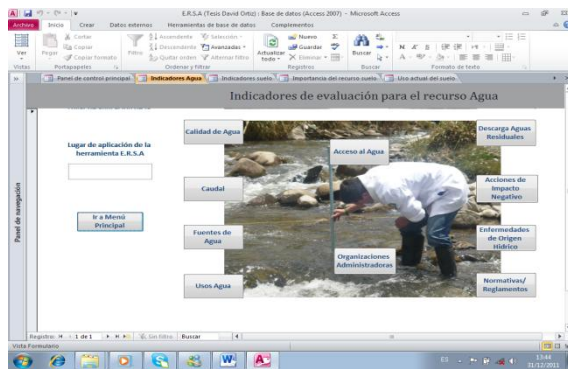 E.R.S.A (Tesis David Ortiz) : Base de datos (Access 2007) - Microsoft Access
Archivo Inicio Crear Datos externos Herramientas de base de datos Complementos
Ver
Pegar
Cortar
Copiar
Copiar formato
Filtro
Ascendente
Descendente
Quitar orden
Selección
Avanzadas
Alternar filtro
Actualizar todo
Nuevo
Guardar
Eliminar
Buscar
N K S
Vistas Portapapeles Ordenar y filtrar Registros Buscar Formato de texto
Panel de control principal Indicadores Agua Indicadores suelo Importancia del recurso suelo Uso actual del suelo
Indicadores de evaluación para el recurso Agua
Lugar de aplicación de la
herramienta E.R.S.A
Ir a Menú
Principal
Calidad de Agua
Caudal
Fuentes de
Agua
Usos Agua
Acceso al Agua
Organizaciones
Administradoras
Descarga Aguas
Residuales
Acciones de
Impacto
Negativo
Enfermedades
de Origen
Hídrico
Normativas/
Reglamentos
Panel de navegación
Registro: 1 de 1 Sin filtro Buscar
Vista Formulario
ES 13:44
31/12/2011